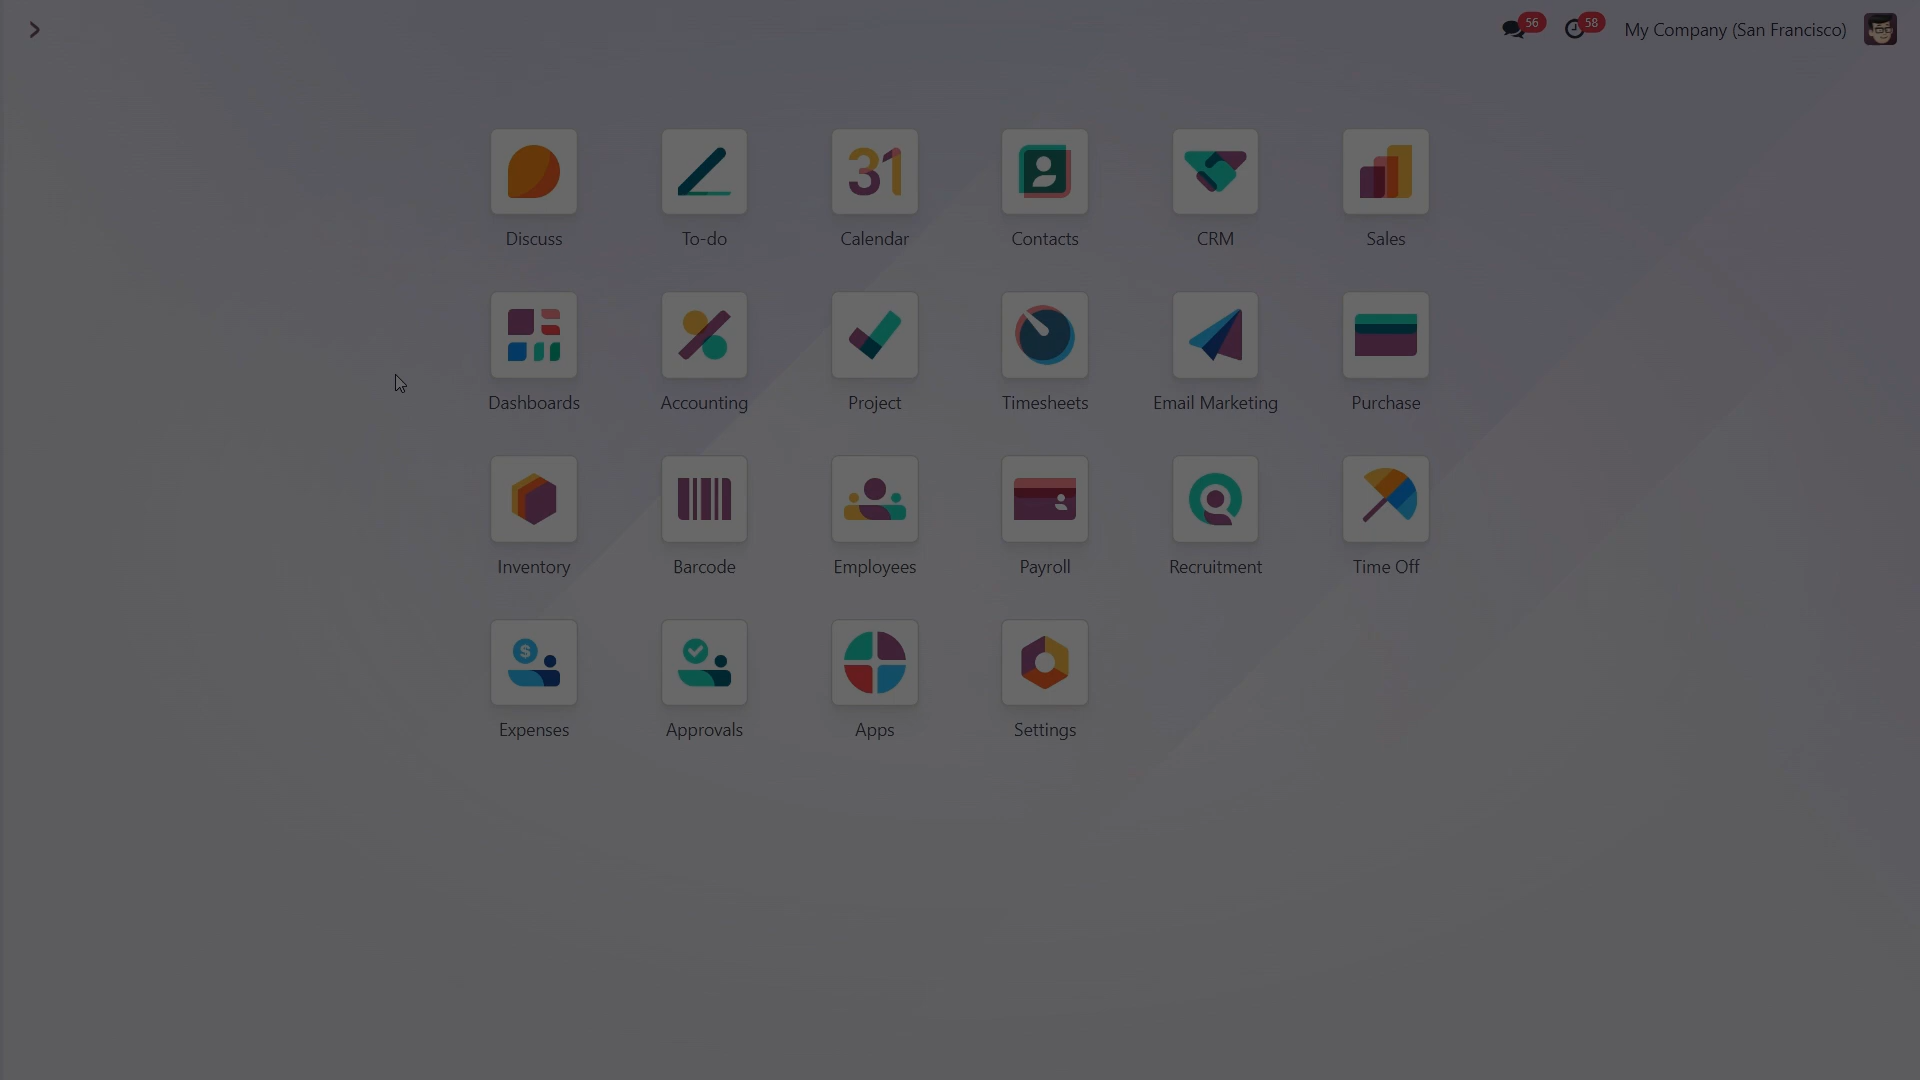 56
58
My Company (San Francisco)
31
Discuss
To-do
Calendar
Contacts
CRM
Sales
Dashboards
Accounting
Project
Timesheets
Email Marketing
Purchase
Inventory
Barcode
Employees
Payroll
Recruitment
Time Off
$
Expenses
Approvals
Apps
Settings